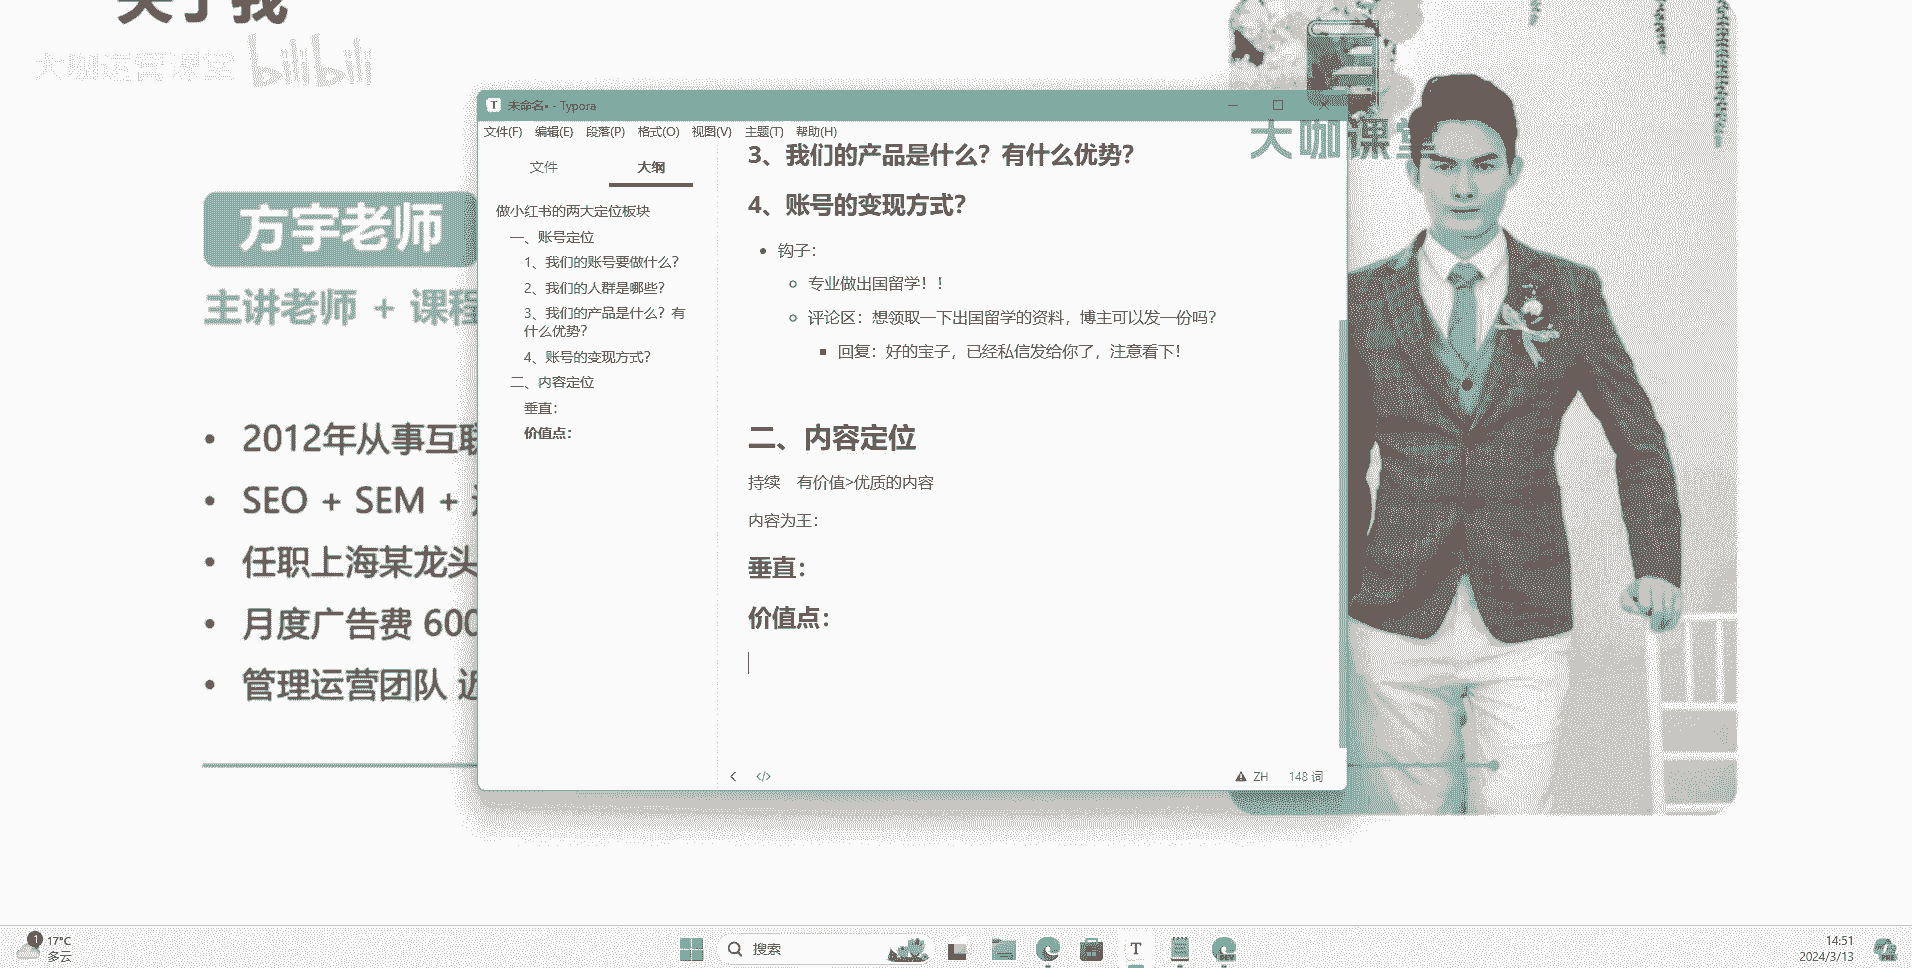 关于我
大咖运营课堂 bilibili
大咖课堂
方宇老师
主讲老师 + 课程
• 2012年从事互联
• SEO + SEM +
• 任职上海某龙头
• 月度广告费 600
• 管理运营团队 近
未命名• - Typora
文件(F) 编辑(E) 段落(P) 格式(O) 视图(V) 主题(T) 帮助(H)
文件 大纲
做小红书的两大定位板块
一、账号定位
1、我们的账号要做什么？
2、我们的人群是哪些？
3、我们的产品是什么？有
什么优势？
4、账号的变现方式？
二、内容定位
垂直：
价值点：
3、我们的产品是什么？有什么优势？
4、账号的变现方式？
• 钩子：
专业做出国留学！！
评论区：想领取一下出国留学的资料，博主可以发一份吗？
回复：好的宝子，已经私信发给你了，注意看下！
二、内容定位
持续 有价值>优质的内容
内容为王：
垂直：
价值点：
</> ZH 148 词
1 17°C
多云
搜索
T
DEV
14:51
2024/3/13
PRE